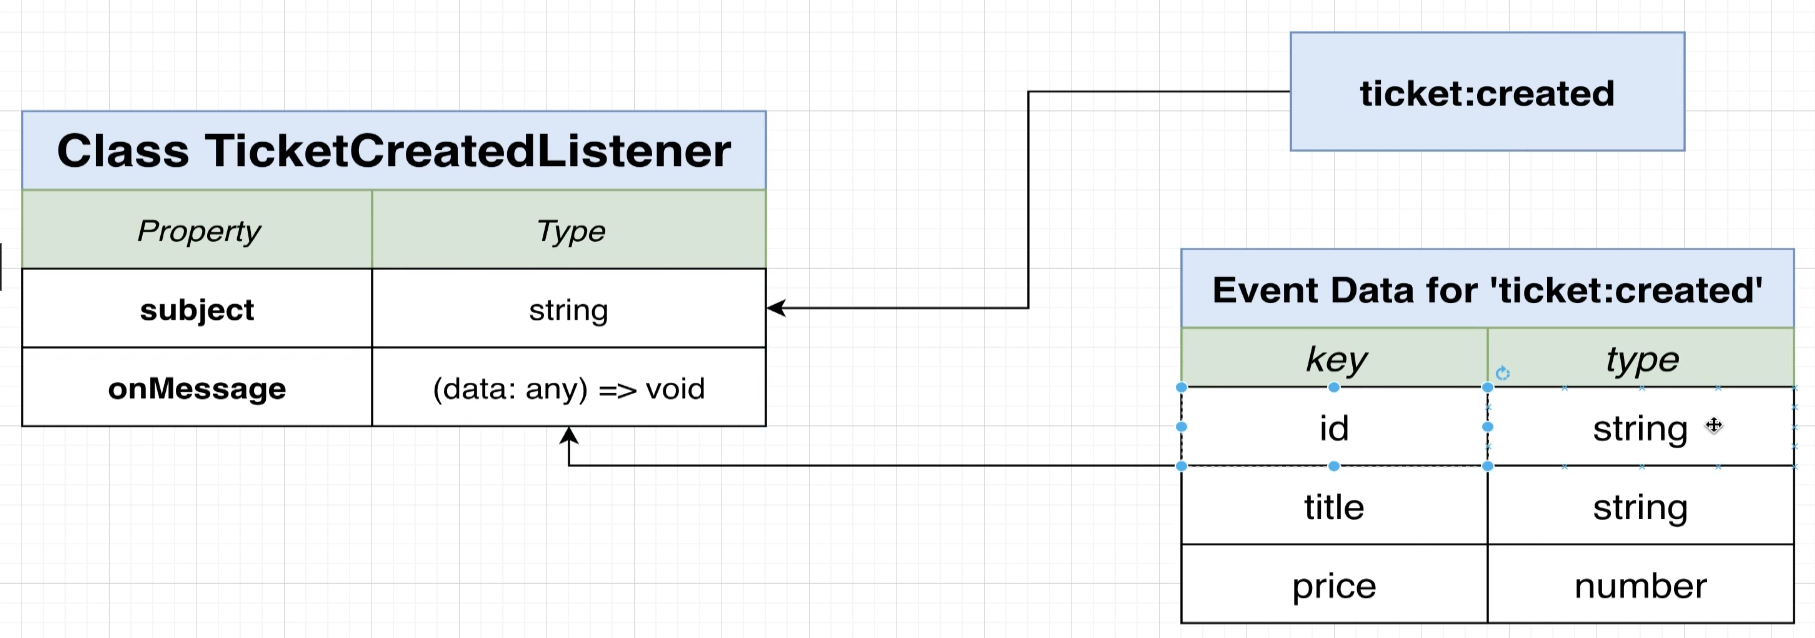 ticket:created
Class TicketCreatedListener
Property Type
subject string
onMessage (data: any) => void
Event Data for 'ticket:created'
key type
id string
title string
price number